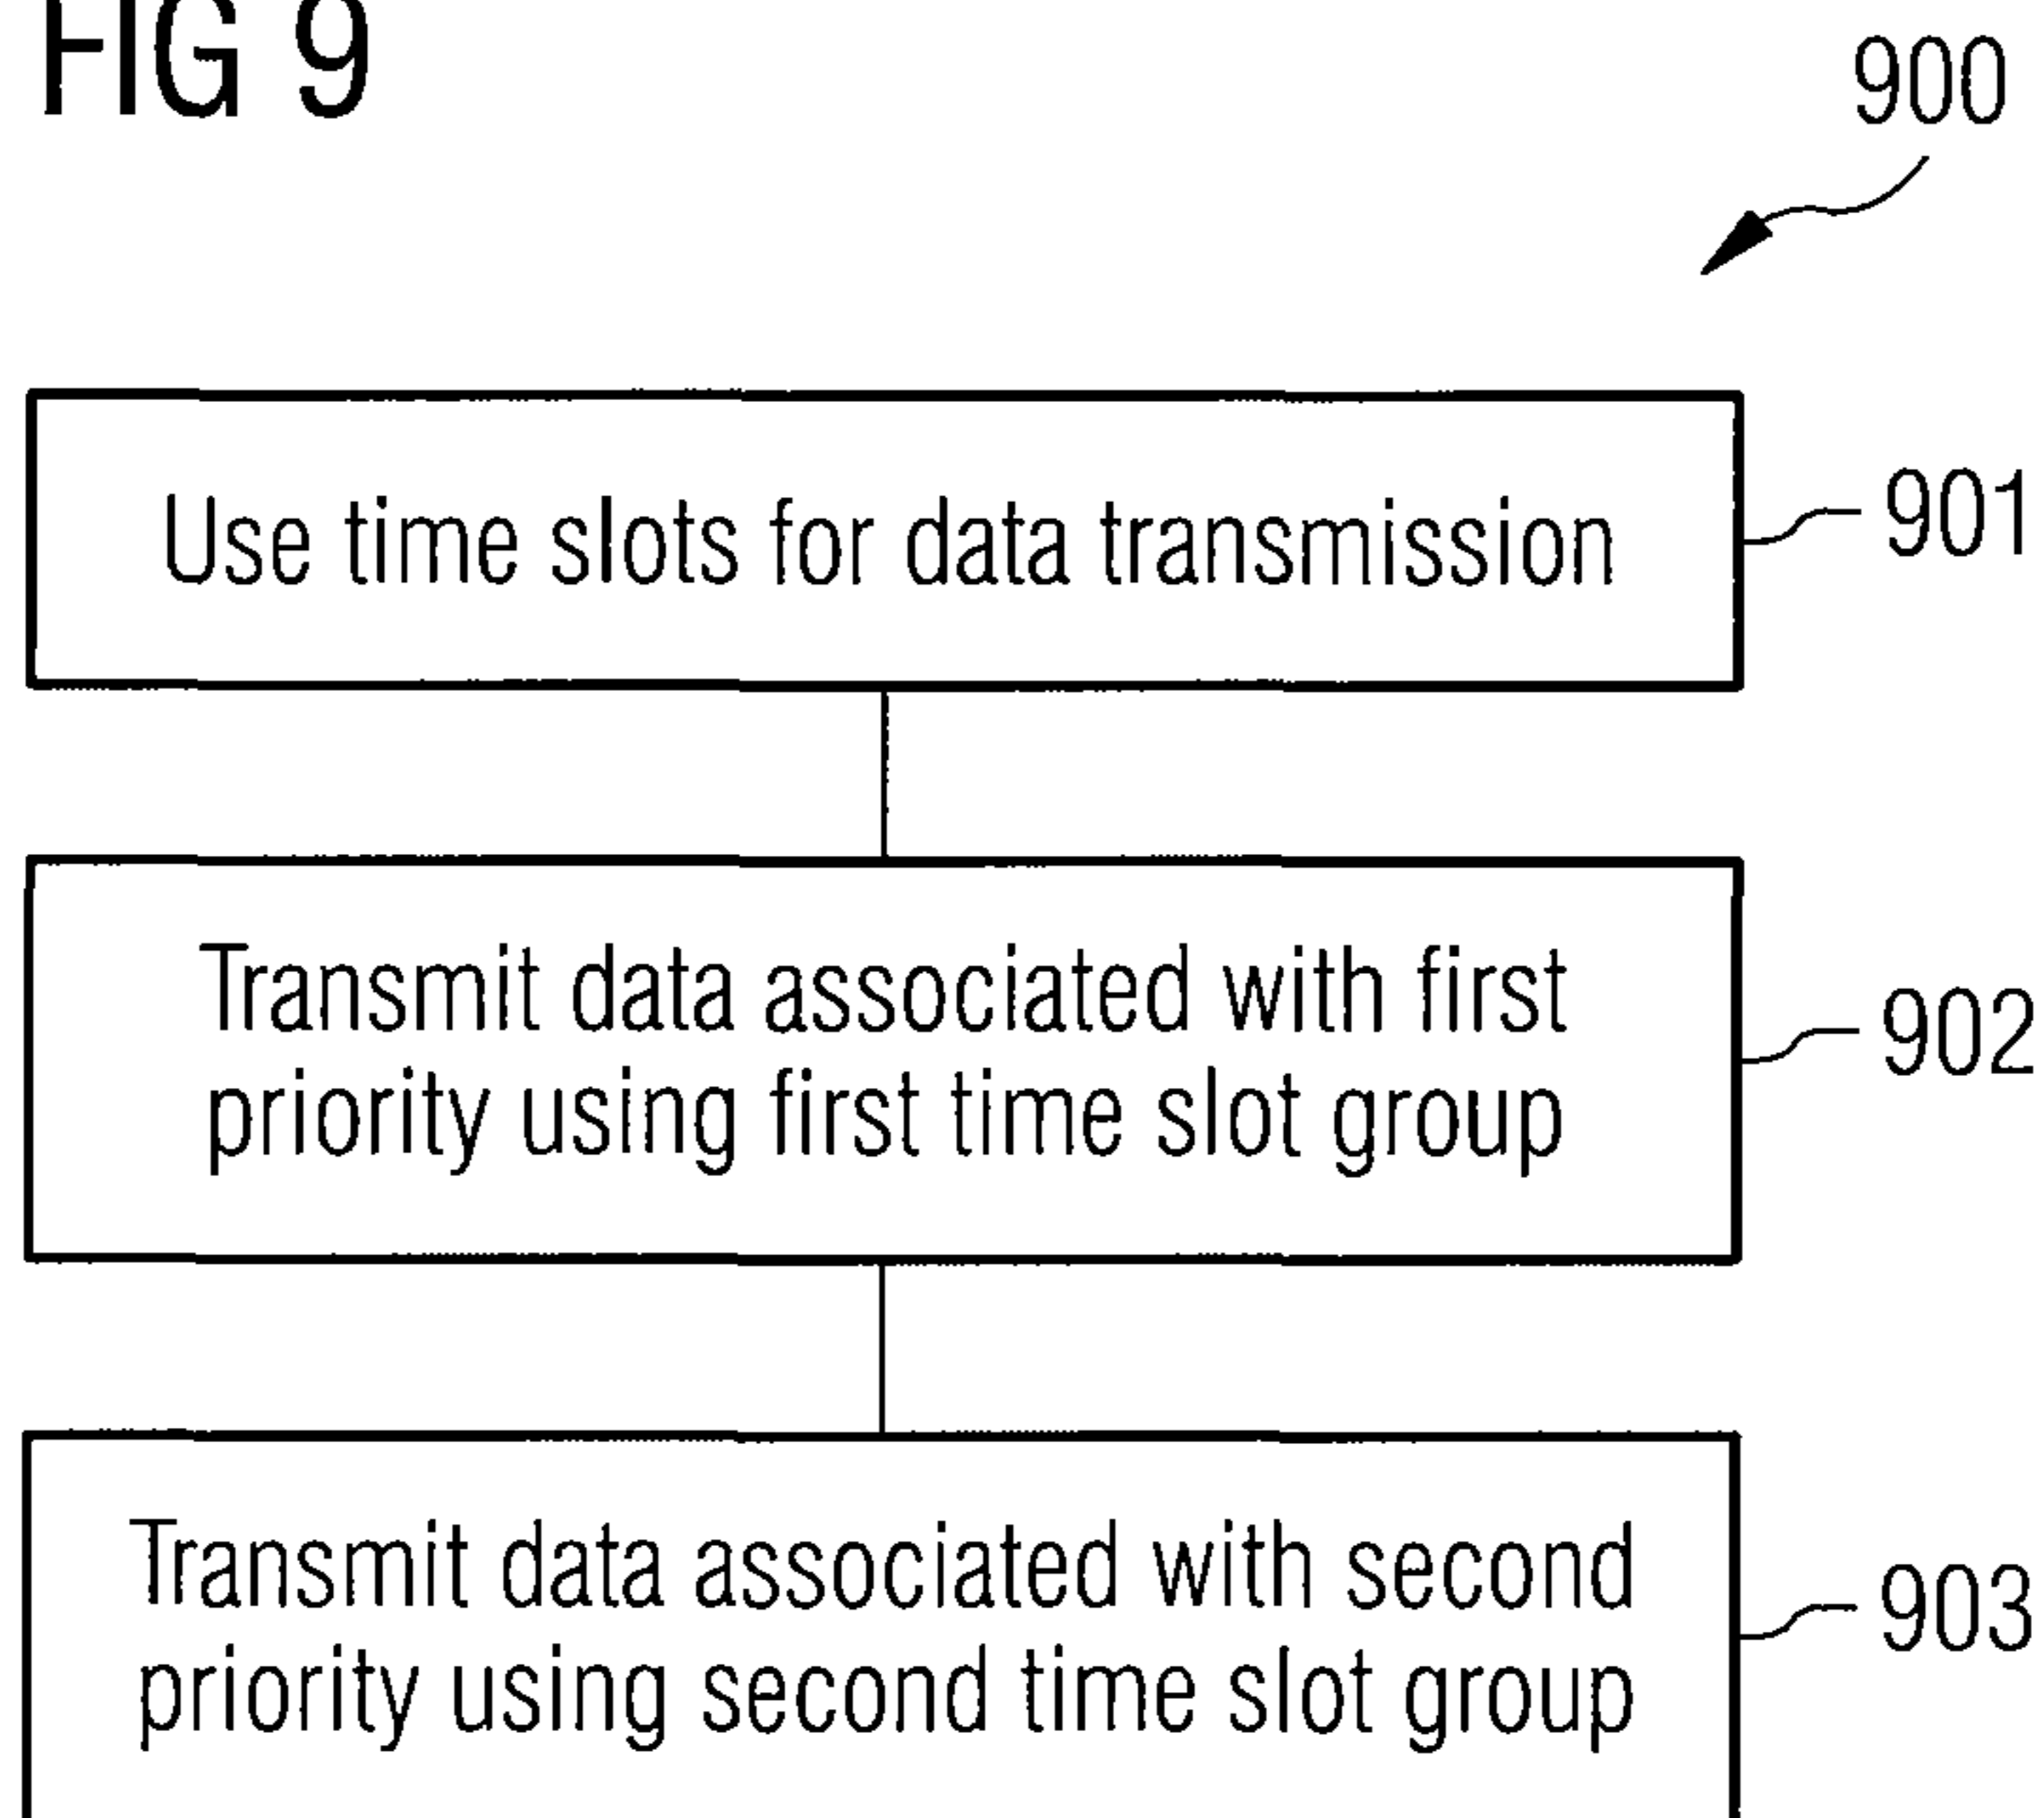 FIG 9
900
Use time slots for data transmission
901
Transmit data associated with first
priority using first time slot group
902
Transmit data associated with second
priority using second time slot group
903